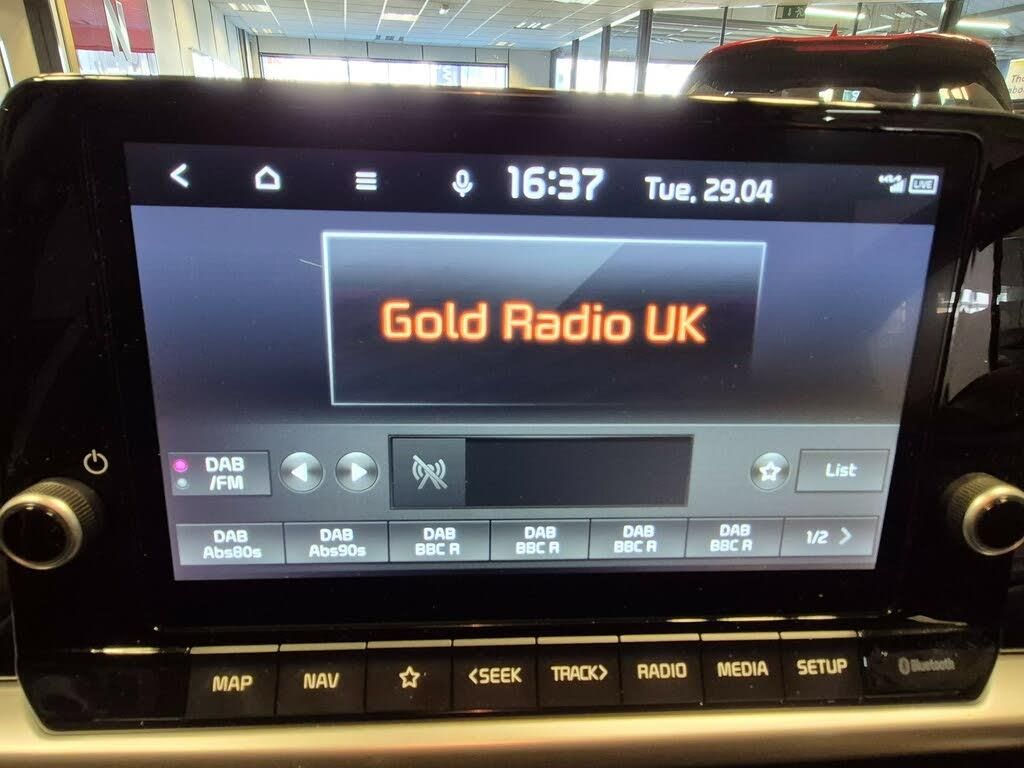 16:37 Tue, 29.04 LIVE
Gold Radio UK
DAB
/FM
List
DAB
Abs80s
DAB
Abs90s
DAB
BBC R
DAB
BBC R
DAB
BBC R
DAB
BBC R
1/2 >
MAP NAV <SEEK TRACK> RADIO MEDIA SETUP Bluetooth